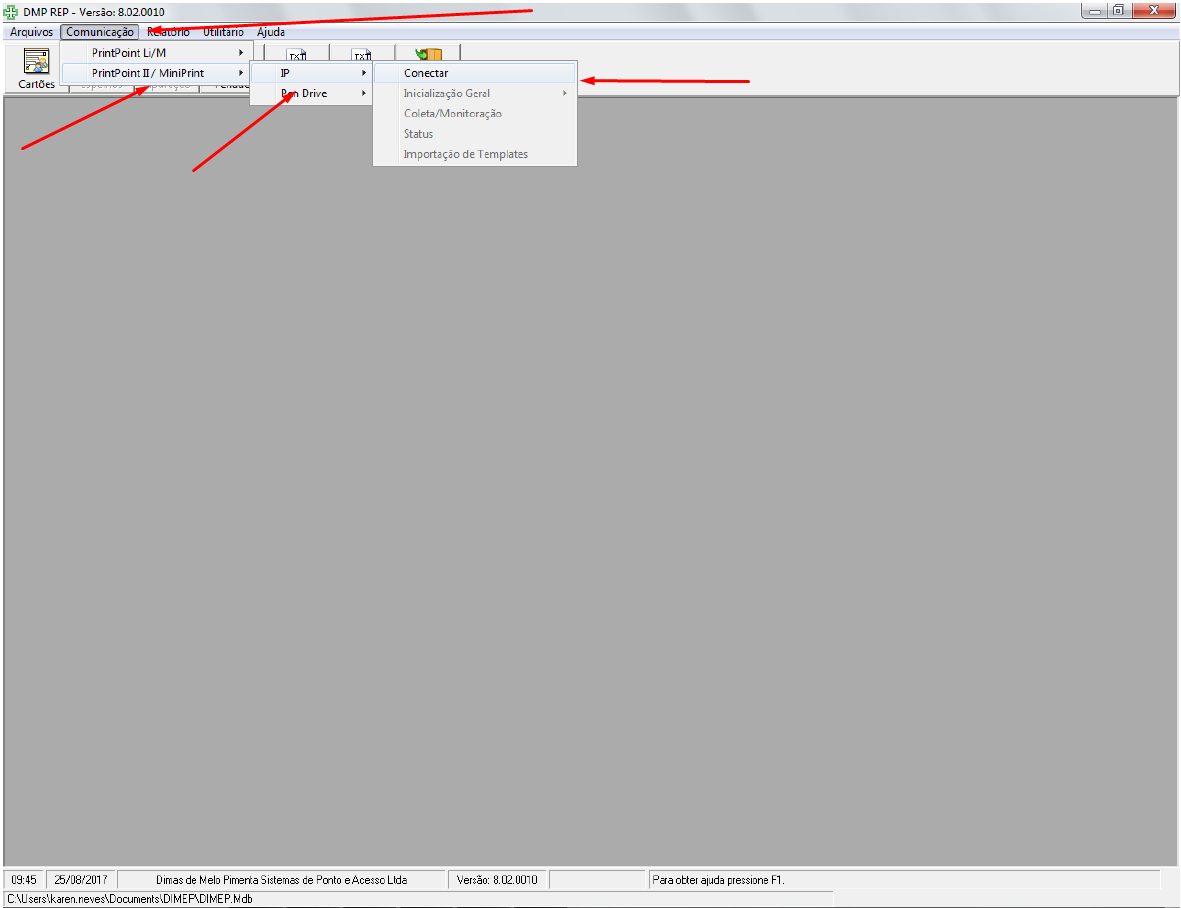 DMP REP - Versão: 8.02.0010
Arquivos Comunicação Relatório Utilitário Ajuda
PrintPoint Li/M
PrintPoint II / MiniPrint
IP
Pen Drive
Conectar
Inicialização Geral
Coleta/Monitoração
Status
Importação de Templates
TXT TXT
Cartões
09:45 25/08/2017 Dimas de Melo Pimenta Sistemas de Ponto e Acesso Ltda Versão: 8.02.0010 Para obter ajuda pressione F1.
C:\Users\karen.neves\Documents\DIMEP\DIMEP.Mdb